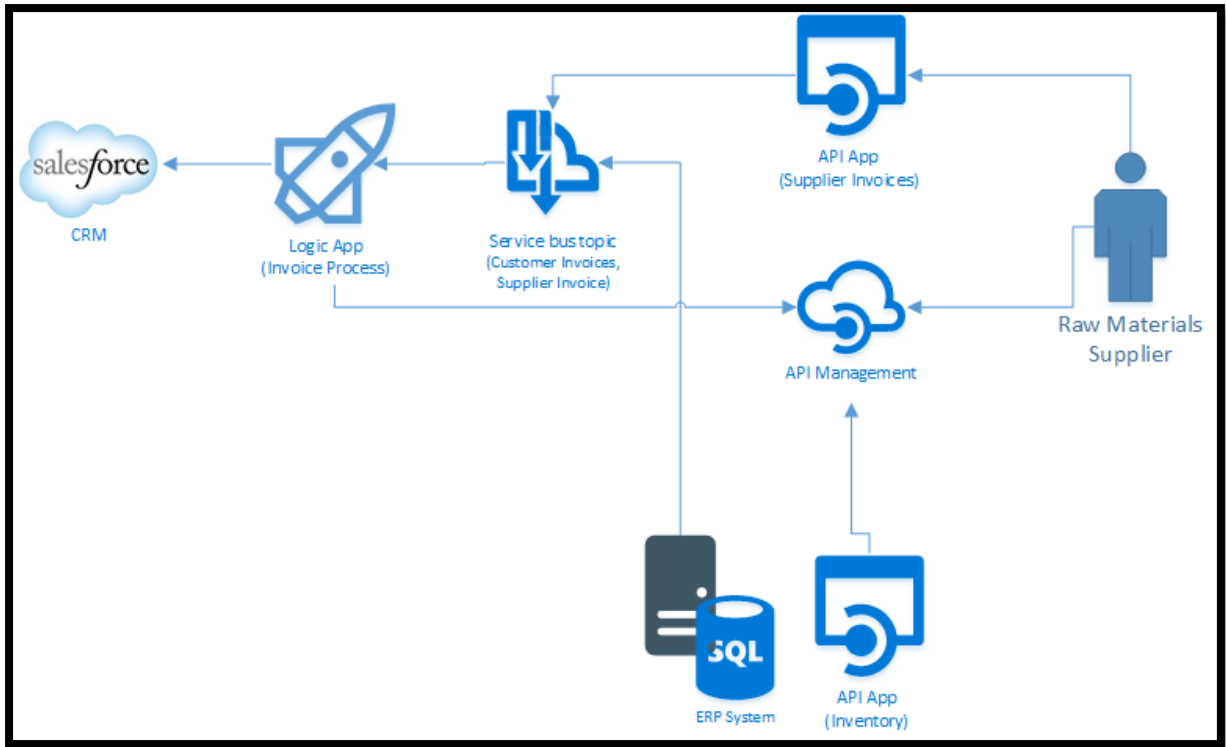 API App
(Supplier Invoices)
salesforce
CRM
Logic App
(Invoice Process)
Service bus topic
(Customer Invoices,
Supplier Invoice)
Raw Materials
Supplier
API Management
SQL
ERP System
API App
(Inventory)